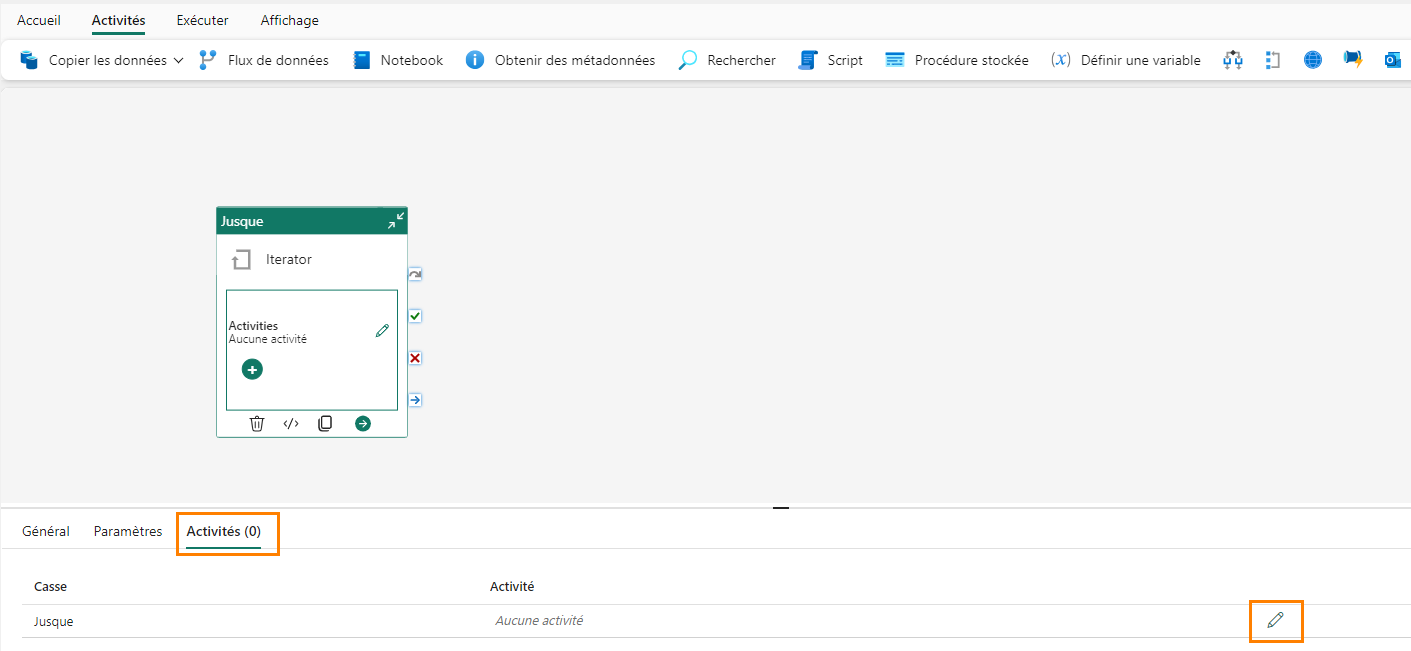 Accueil Activités Exécuter Affichage
Copier les données Flux de données Notebook Obtenir des métadonnées Rechercher Script Procédure stockée (x) Définir une variable
Jusque
Iterator
Activities
Aucune activité
Général Paramètres Activités (0)
Casse Activité
Jusque Aucune activité